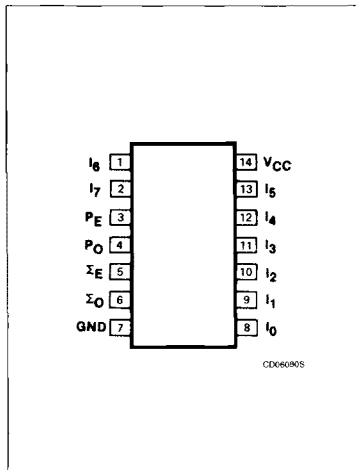 I6 1 14 VCC
I7 2 13 I5
PE 3 12 I4
PO 4 11 I3
ΣE 5 10 I2
ΣO 6 9 I1
GND 7 8 I0
CD06090S